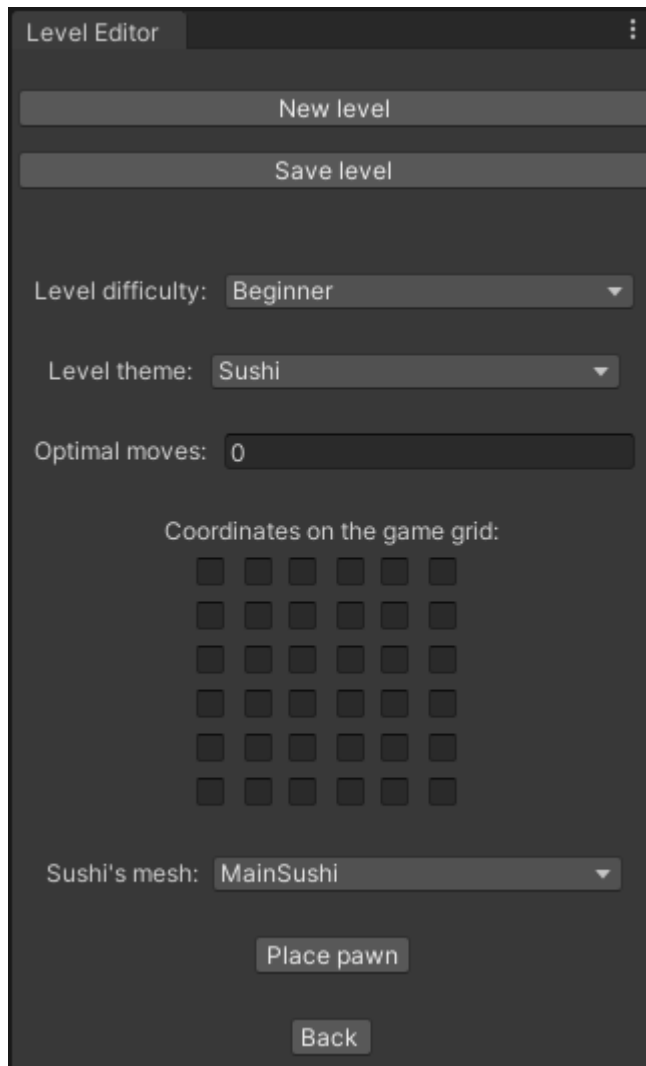 Level Editor
New level
Save level
Level difficulty: Beginner
Level theme: Sushi
Optimal moves: 0
Coordinates on the game grid:
Sushi's mesh: MainSushi
Place pawn
Back